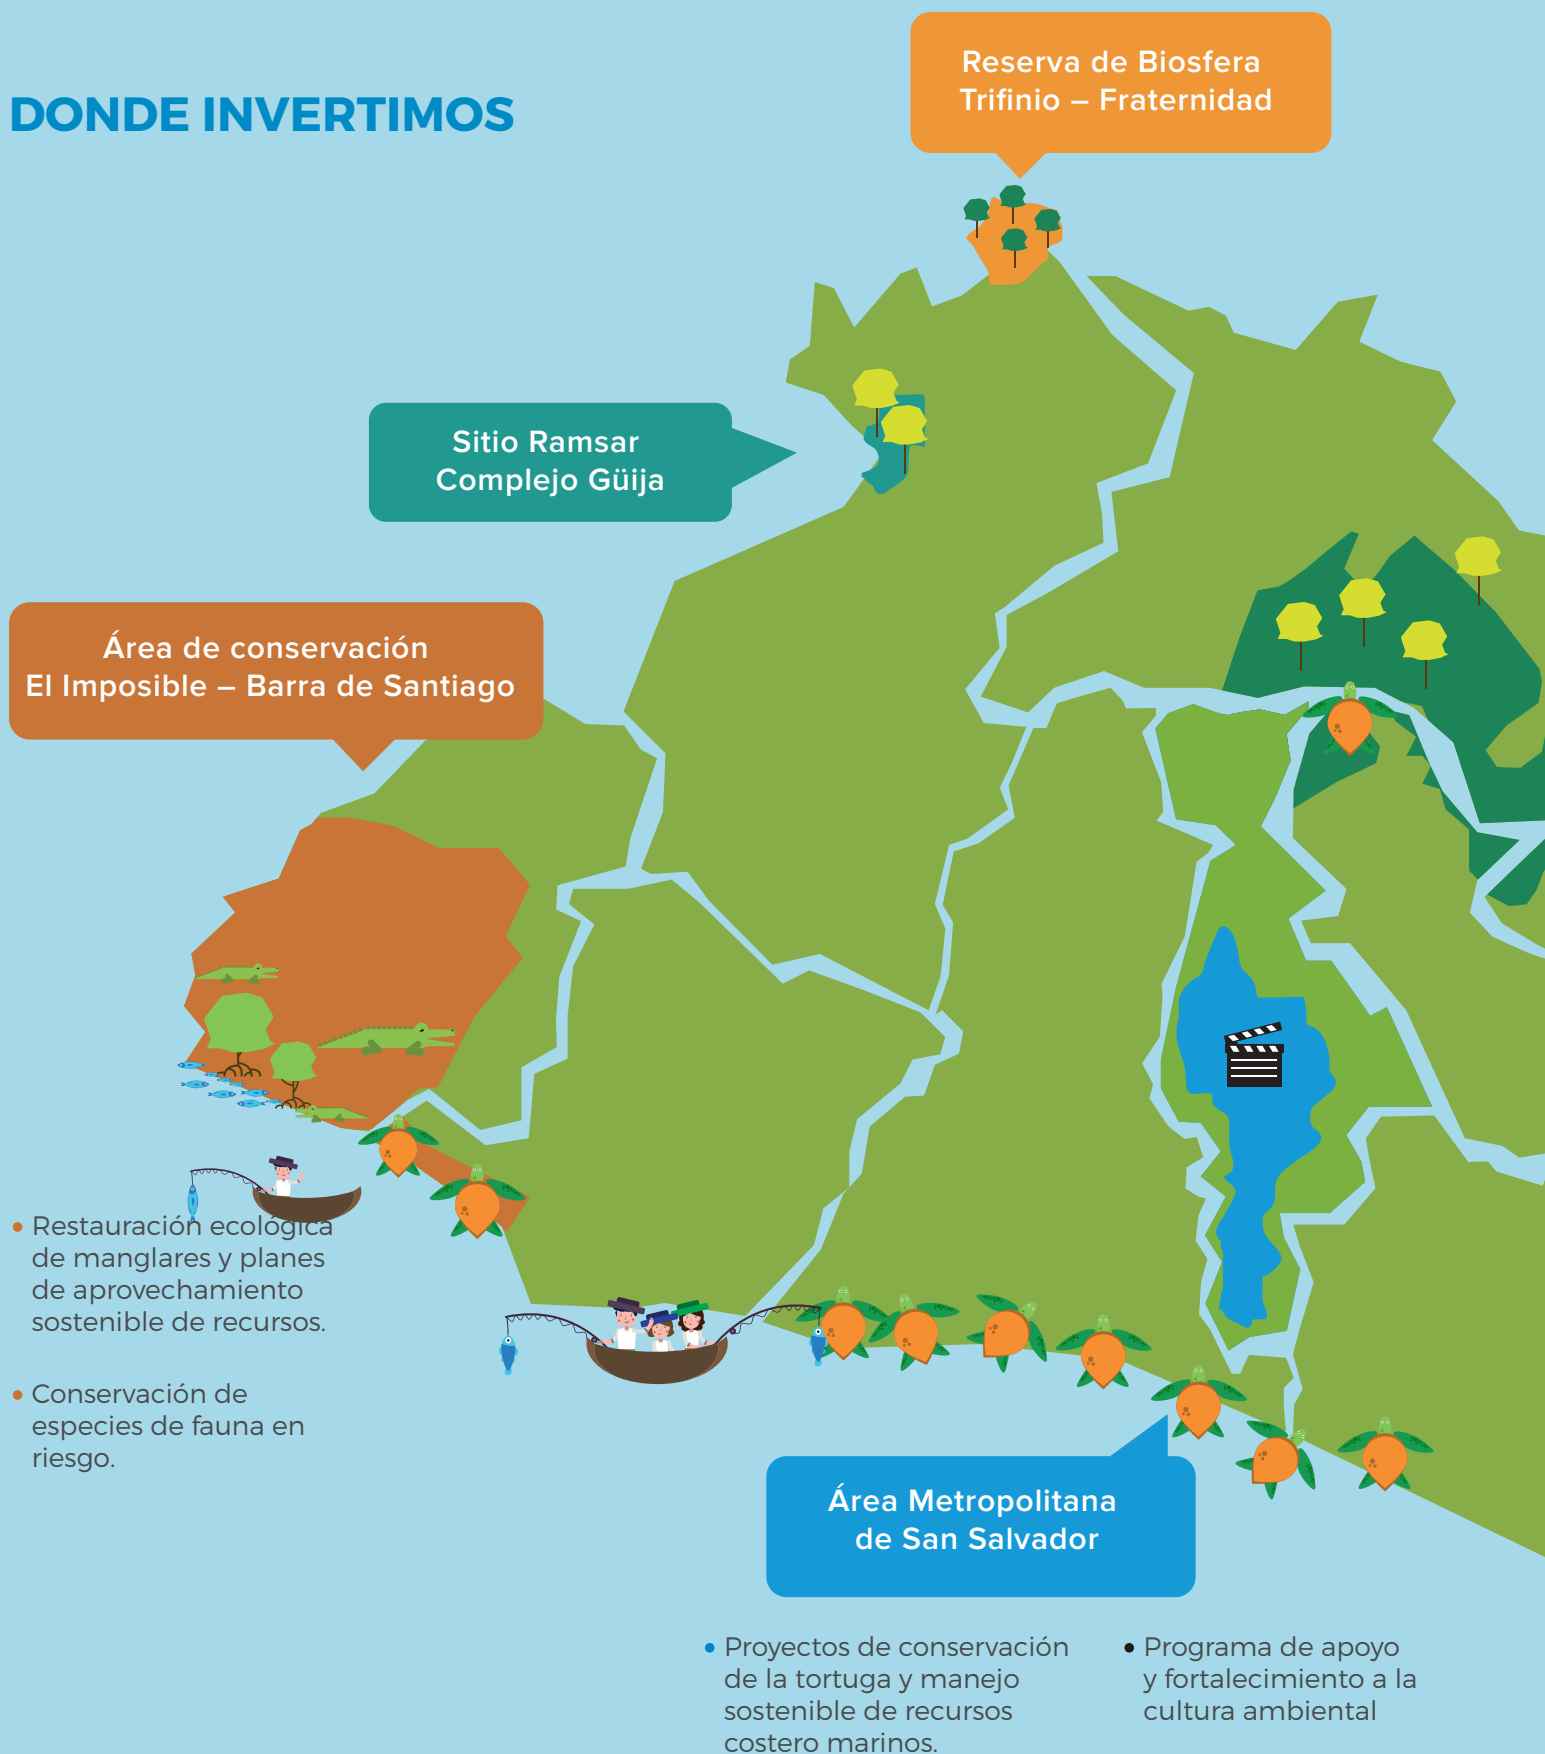 DONDE INVERTIMOS
Reserva de Biosfera
Trifinio – Fraternidad
Sitio Ramsar
Complejo Güija
Área de conservación
El Imposible – Barra de Santiago
• Restauración ecológica
de manglares y planes
de aprovechamiento
sostenible de recursos.
• Conservación de
especies de fauna en
riesgo.
Área Metropolitana
de San Salvador
• Proyectos de conservación
de la tortuga y manejo
sostenible de recursos
costero marinos.
• Programa de apoyo
y fortalecimiento a la
cultura ambiental